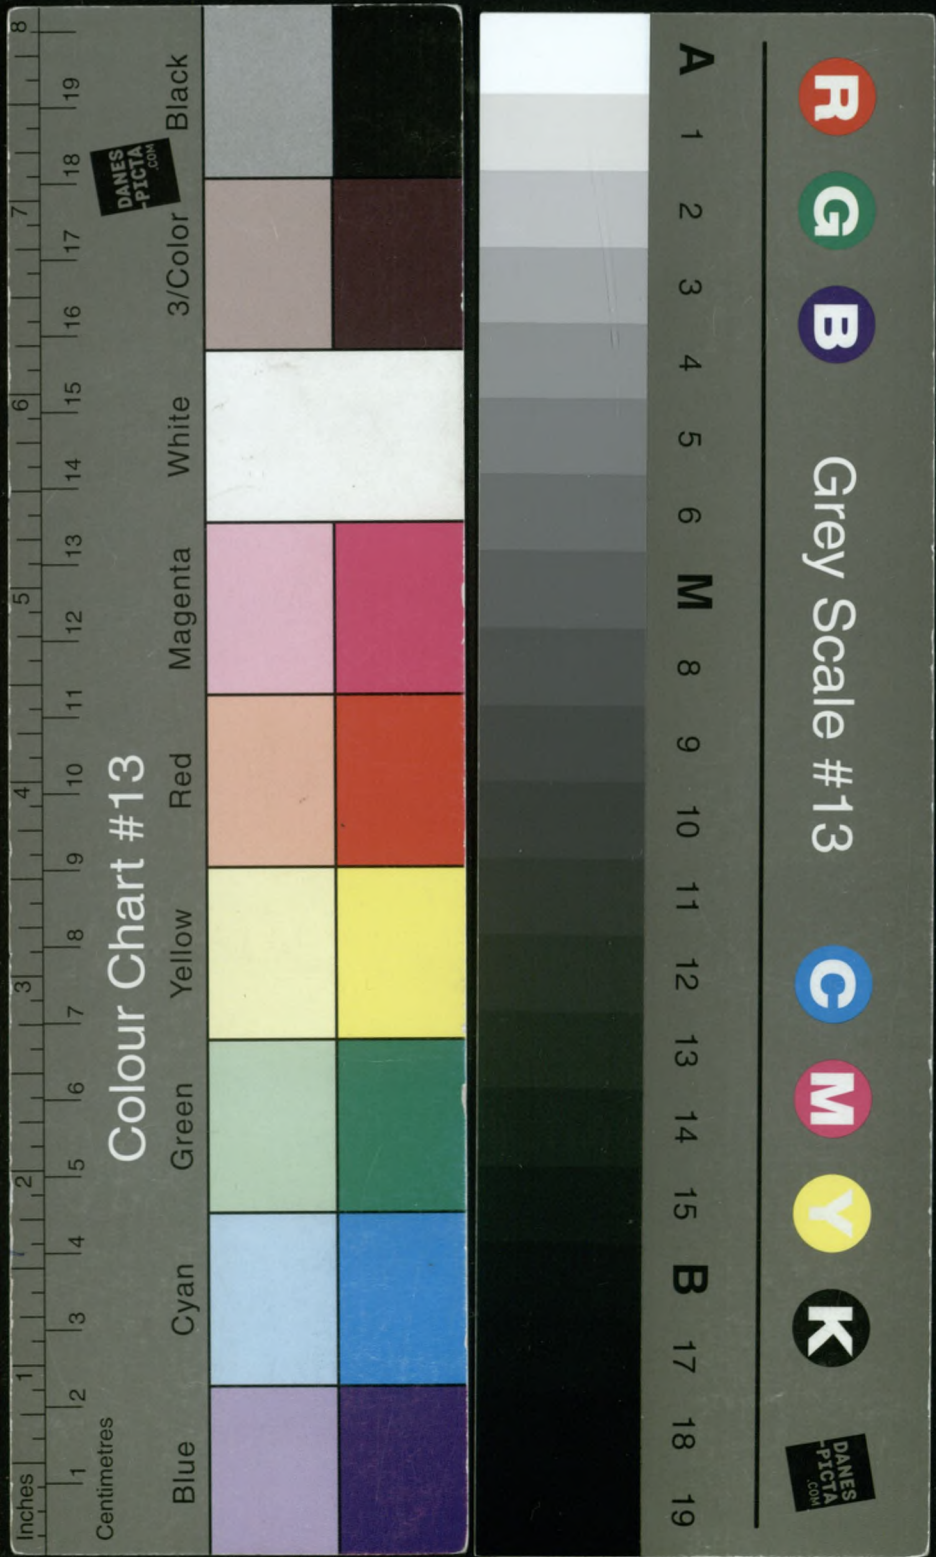 Colour Chart #13
Blue
Cyan
Green
Yellow
Red
Magenta
White
3/Color
Black
DANES
-PICTA
.COM
Centimetres
1 2 3 4 5 6 7 8 9 10 11 12 13 14 15 16 17 18 19
Inches
1 2 3 4 5 6 7 8
R G B
Grey Scale #13
C M Y K
DANES
-PICTA
.COM
A 1 2 3 4 5 6 M 8 9 10 11 12 13 14 15 B 17 18 19